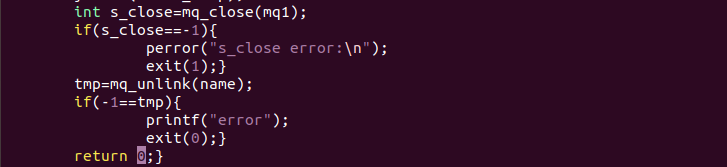 int s_close=mq_close(mq1);
if(s_close==-1){
perror("s_close error:\n");
exit(1);}
tmp=mq_unlink(name);
if(-1==tmp){
printf("error");
exit(0);}
return 0;}